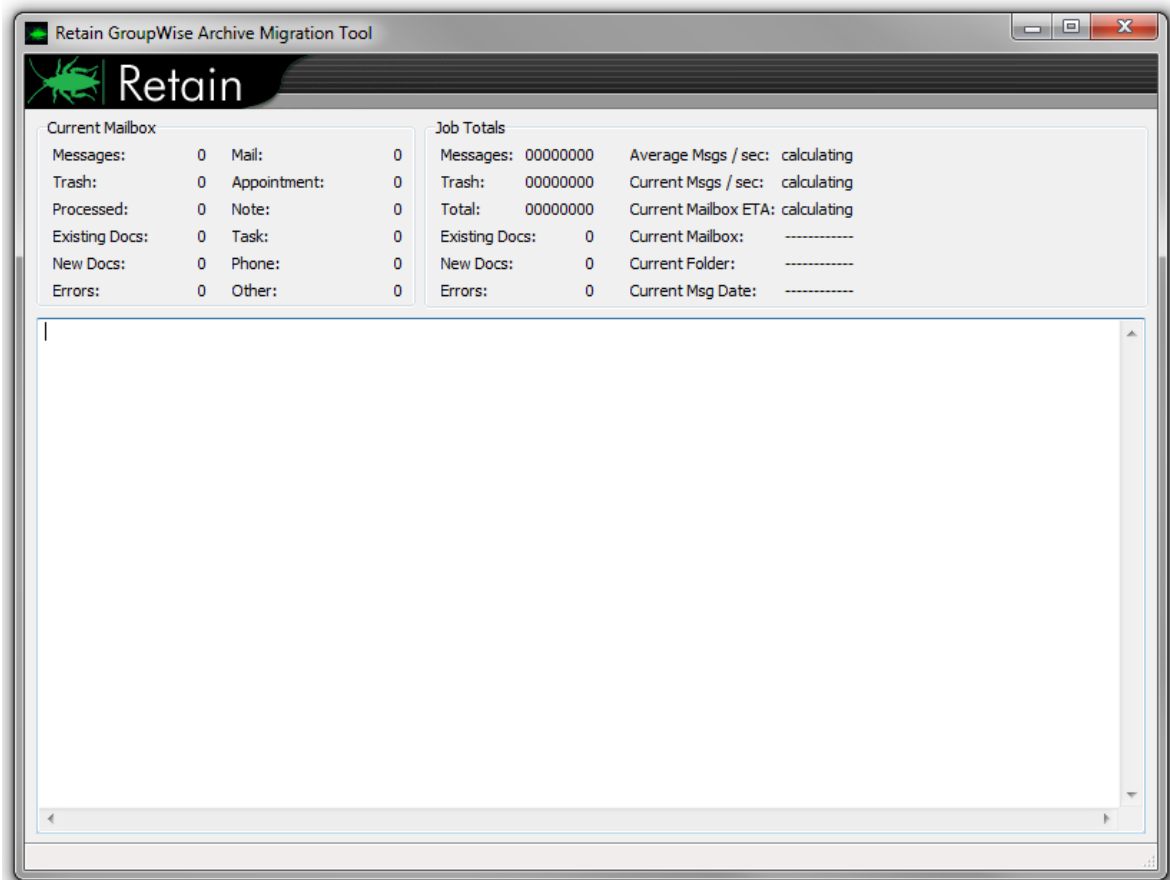 Retain GroupWise Archive Migration Tool
Retain
Current Mailbox
Messages: 0 Mail: 0
Trash: 0 Appointment: 0
Processed: 0 Note: 0
Existing Docs: 0 Task: 0
New Docs: 0 Phone: 0
Errors: 0 Other: 0
Job Totals
Messages: 00000000 Average Msgs / sec: calculating
Trash: 00000000 Current Msgs / sec: calculating
Total: 00000000 Current Mailbox ETA: calculating
Existing Docs: 0 Current Mailbox: ------------
New Docs: 0 Current Folder: ------------
Errors: 0 Current Msg Date: ------------